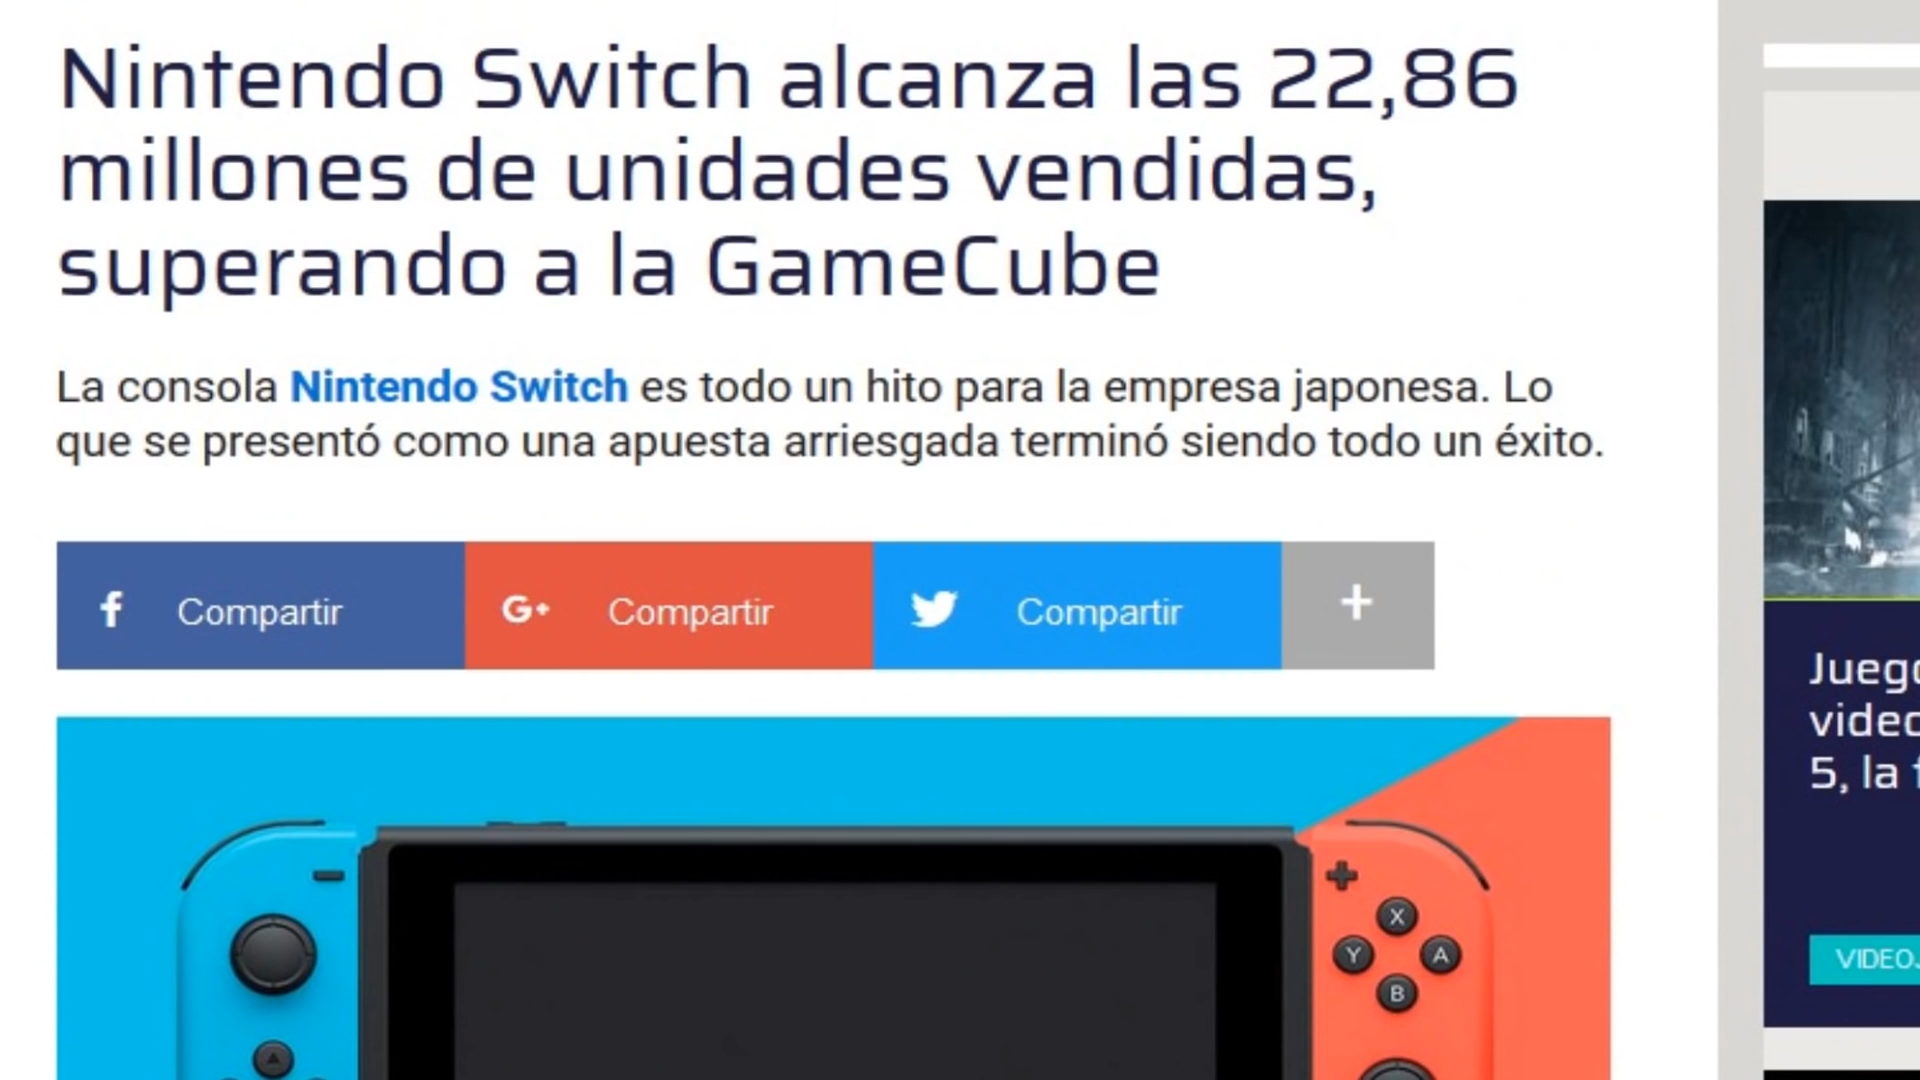 Nintendo Switch alcanza las 22,86
millones de unidades vendidas,
superando a la GameCube
La consola Nintendo Switch es todo un hito para la empresa japonesa. Lo
que se presentó como una apuesta arriesgada terminó siendo todo un éxito.
f Compartir
G+ Compartir
Compartir
+
X
Y
A
B
5, la